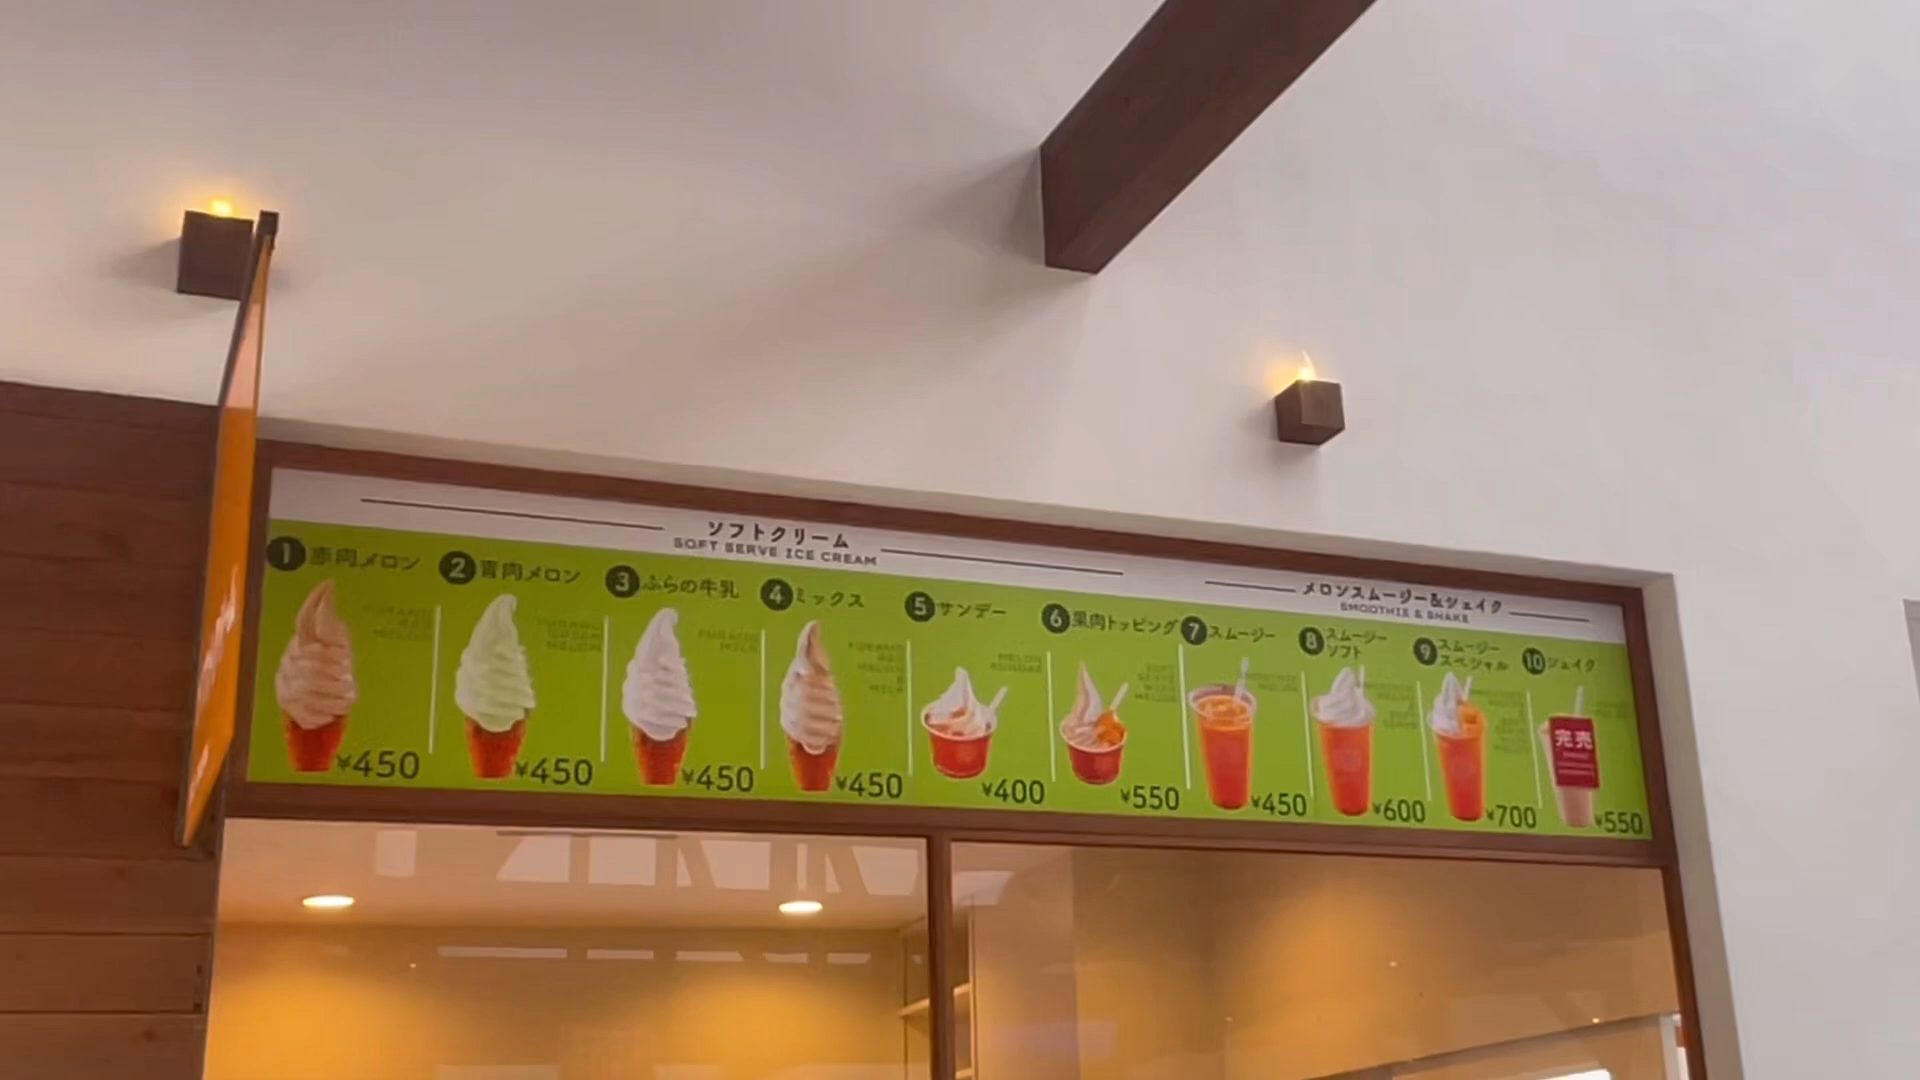 ソフトクリーム
SOFT SERVE ICE CREAM
1 赤肉メロン
¥450
2 青肉メロン
¥450
3 ふらの牛乳
¥450
4 ミックス
¥450
5 サンデー
MELON
SUNDAE
¥400
6 果肉トッピング
¥550
メロンスムージー&シェイク
SMOOTHIE & SHAKE
7 スムージー
¥450
8 スムージー
ソフト
¥600
9 スムージー
スペシャル
¥700
10 シェイク
完売
¥550